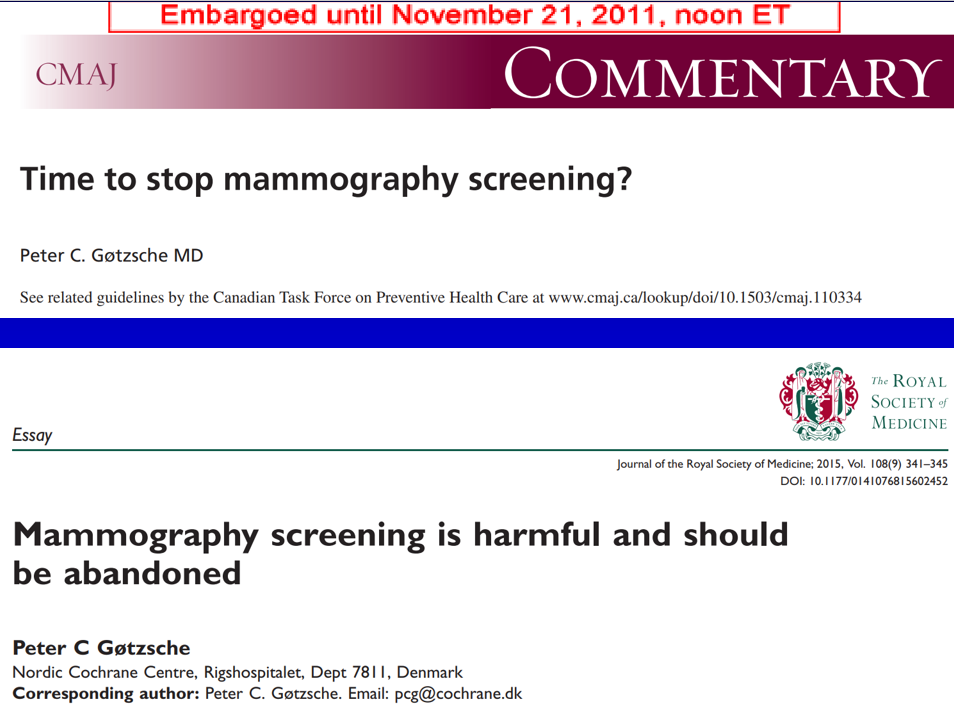 Embargoed until November 21, 2011, noon ET
CMAJ
COMMENTARY
Time to stop mammography screening?
Peter C. Gøtzsche MD
See related guidelines by the Canadian Task Force on Preventive Health Care at www.cmaj.ca/lookup/doi/10.1503/cmaj.110334
The ROYAL
SOCIETY of
MEDICINE
Essay
Journal of the Royal Society of Medicine; 2015, Vol. 108(9) 341–345
DOI: 10.1177/0141076815602452
Mammography screening is harmful and should
be abandoned
Peter C Gøtzsche
Nordic Cochrane Centre, Rigshospitalet, Dept 7811, Denmark
Corresponding author: Peter C. Gøtzsche. Email: pcg@cochrane.dk